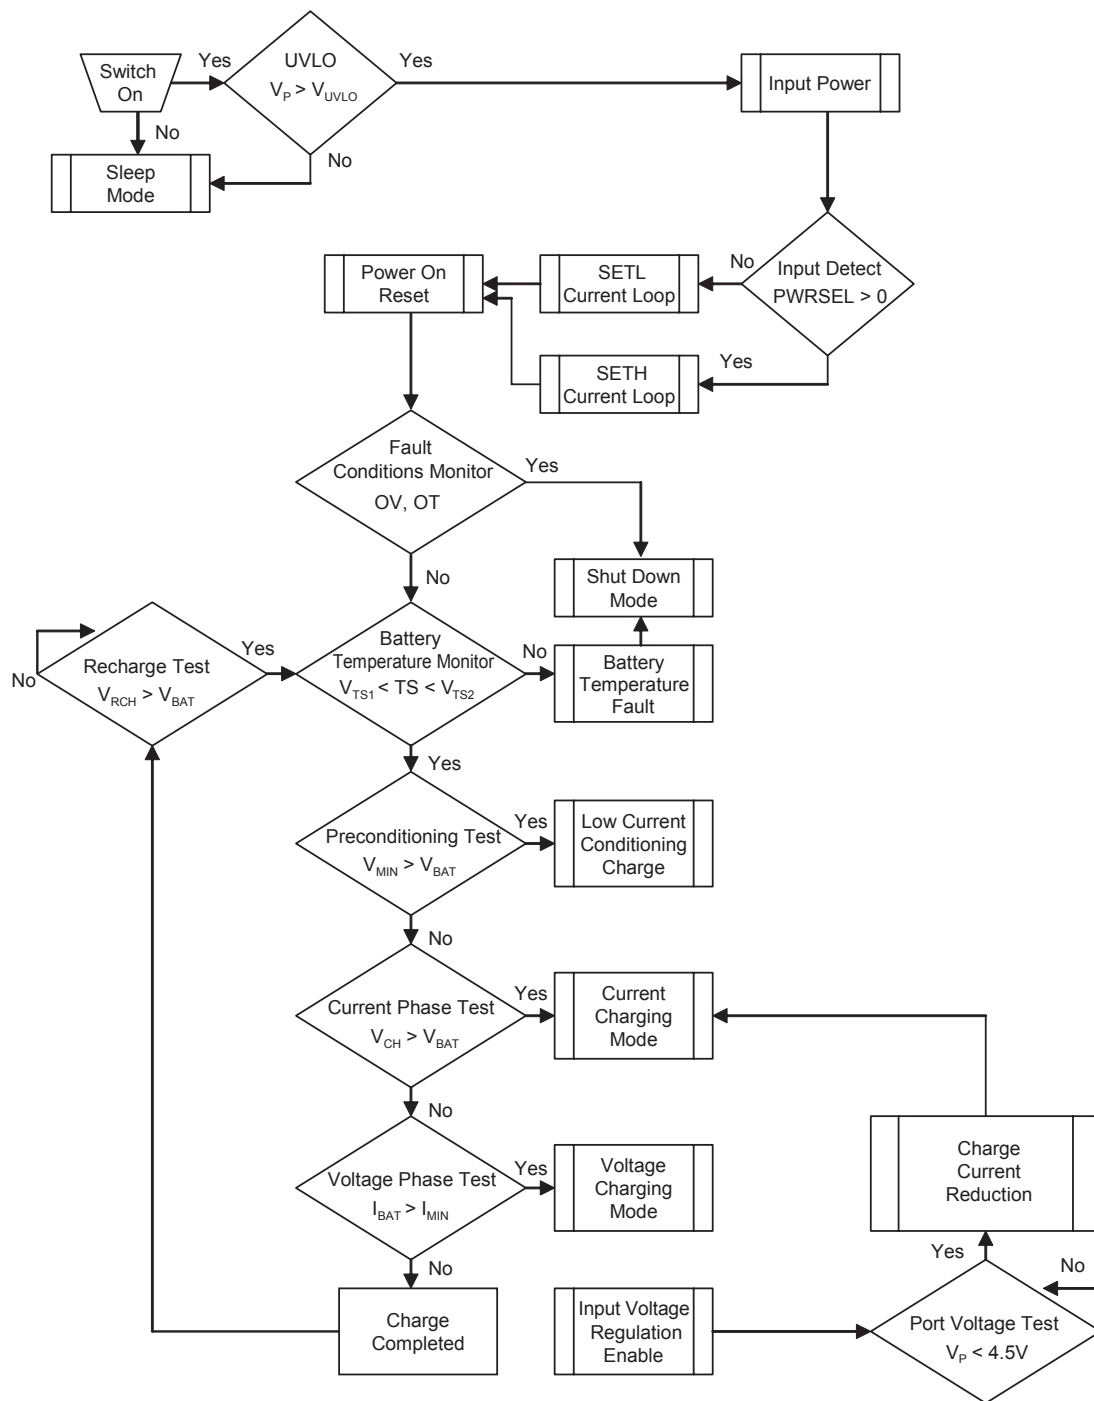 Switch
On
Yes
UVLO
V_P > V_UVLO
Yes
Input Power
No
Sleep
Mode
No
Power On
Reset
SETL
Current Loop
No
Input Detect
PWRSEL > 0
SETH
Current Loop
Yes
Fault
Conditions Monitor
OV, OT
Yes
No
Shut Down
Mode
No
Recharge Test
V_RCH > V_BAT
Yes
Battery
Temperature Monitor
V_TS1 < TS < V_TS2
No
Battery
Temperature
Fault
Yes
Preconditioning Test
V_MIN > V_BAT
Yes
Low Current
Conditioning
Charge
No
Current Phase Test
V_CH > V_BAT
Yes
Current
Charging
Mode
No
Voltage Phase Test
I_BAT > I_MIN
Yes
Voltage
Charging
Mode
Charge
Current
Reduction
No
Yes
No
Charge
Completed
Input Voltage
Regulation
Enable
Port Voltage Test
V_P < 4.5V